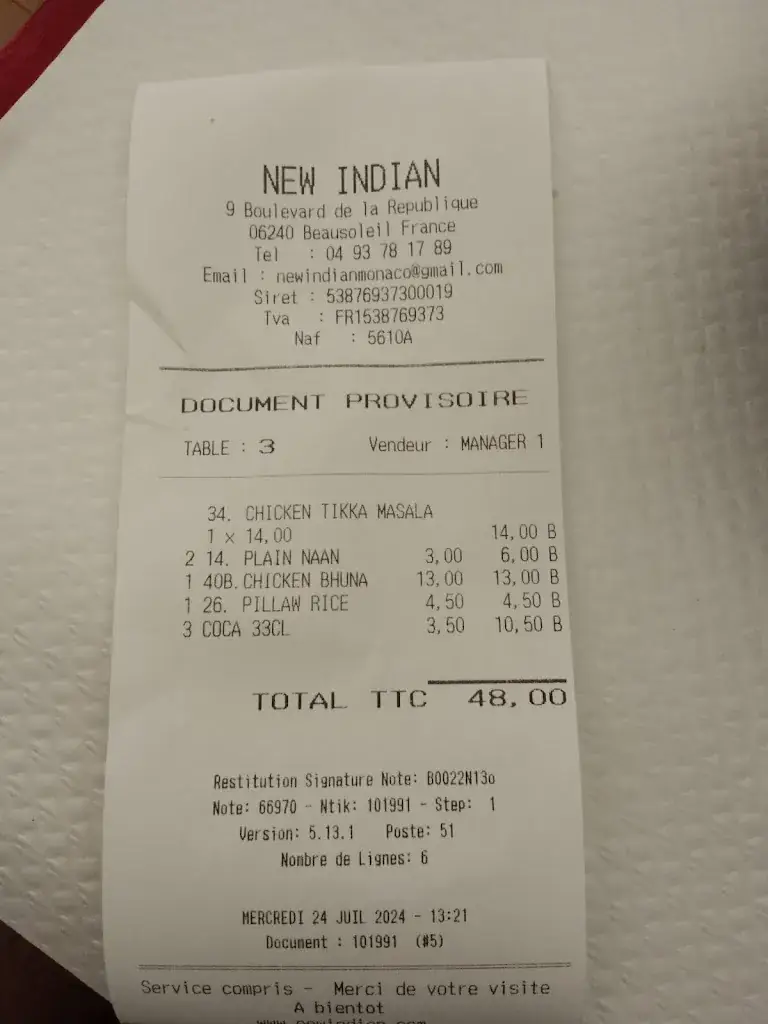 NEW INDIAN
9 Boulevard de la Republique
06240 Beausoleil France
Tel : 04 93 78 17 89
Email : newindianmonaco@gmail.com
Siret : 53876937300019
Tva : FR1538769373
Naf : 5610A
DOCUMENT PROVISOIRE
TABLE : 3 Vendeur : MANAGER 1
34. CHICKEN TIKKA MASALA
1 x 14,00 14,00 B
2 14. PLAIN NAAN 3,00 6,00 B
1 40B. CHICKEN BHUNA 13,00 13,00 B
1 26. PILLAW RICE 4,50 4,50 B
3 COCA 33CL 3,50 10,50 B
TOTAL TTC 48,00
Restitution Signature Note: B0022N13o
Note: 66970 - Ntik: 101991 - Step: 1
Version: 5.13.1 Poste: 51
Nombre de Lignes: 6
MERCREDI 24 JUIL 2024 - 13:21
Document : 101991 (#5)
Service compris - Merci de votre visite
A bientot